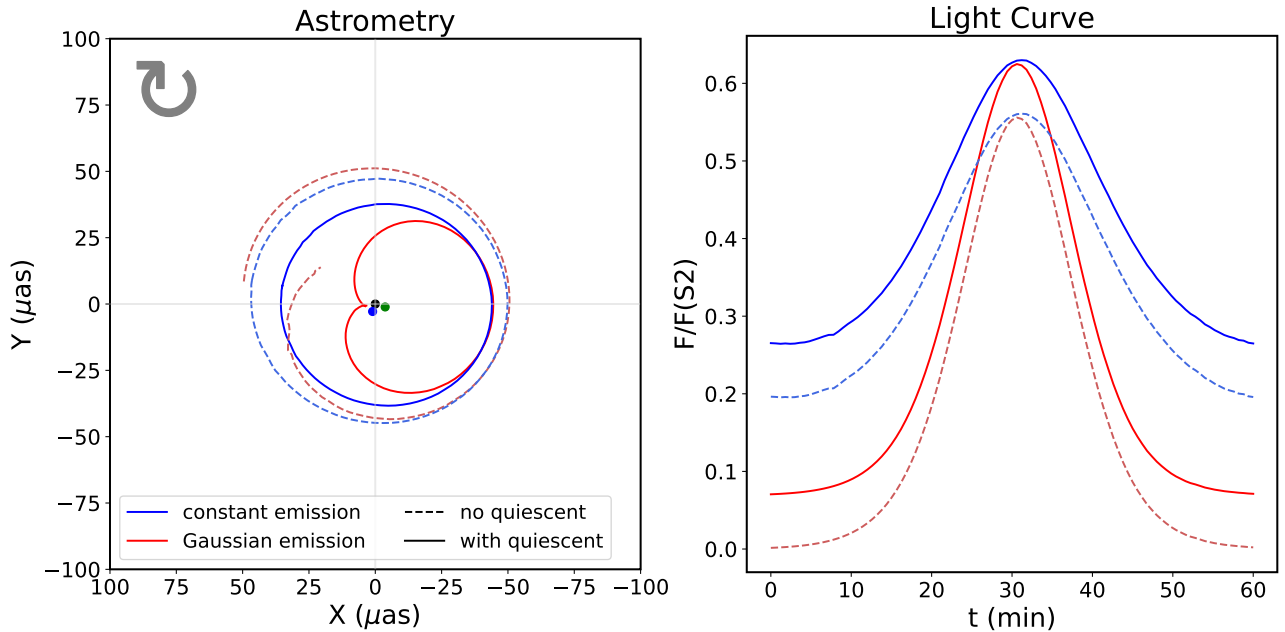 Astrometry
100
75
50
25
0
−25
−50
−75
−100
Y (μas)
100 75 50 25 0 −25 −50 −75 −100
X (μas)
constant emission
Gaussian emission
no quiescent
with quiescent
Light Curve
0.6
0.5
0.4
0.3
0.2
0.1
0.0
F/F(S2)
0 10 20 30 40 50 60
t (min)